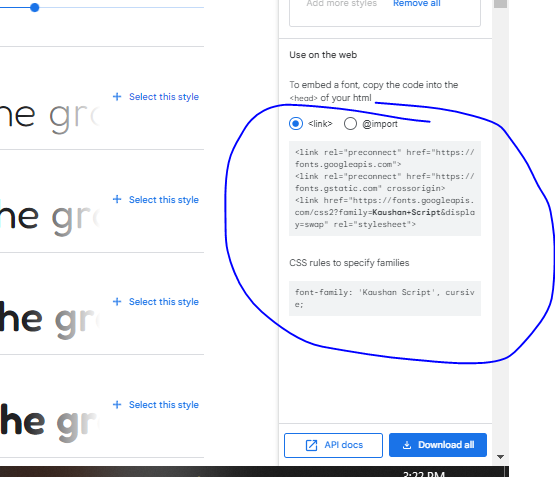 Add more styles Remove all
Use on the web
To embed a font, copy the code into the
<head> of your html
<link> @import
<link rel="preconnect" href="https://
fonts.googleapis.com">
<link rel="preconnect" href="https://
fonts.gstatic.com" crossorigin>
<link href="https://fonts.googleapis.
com/css2?family=Kaushan+Script&displa
y=swap" rel="stylesheet">
CSS rules to specify families
font-family: 'Kaushan Script', cursiv
e;
API docs Download all
he gr
Select this style
he gr
Select this style
he gr
Select this style
he gr
Select this style
3:22 PM